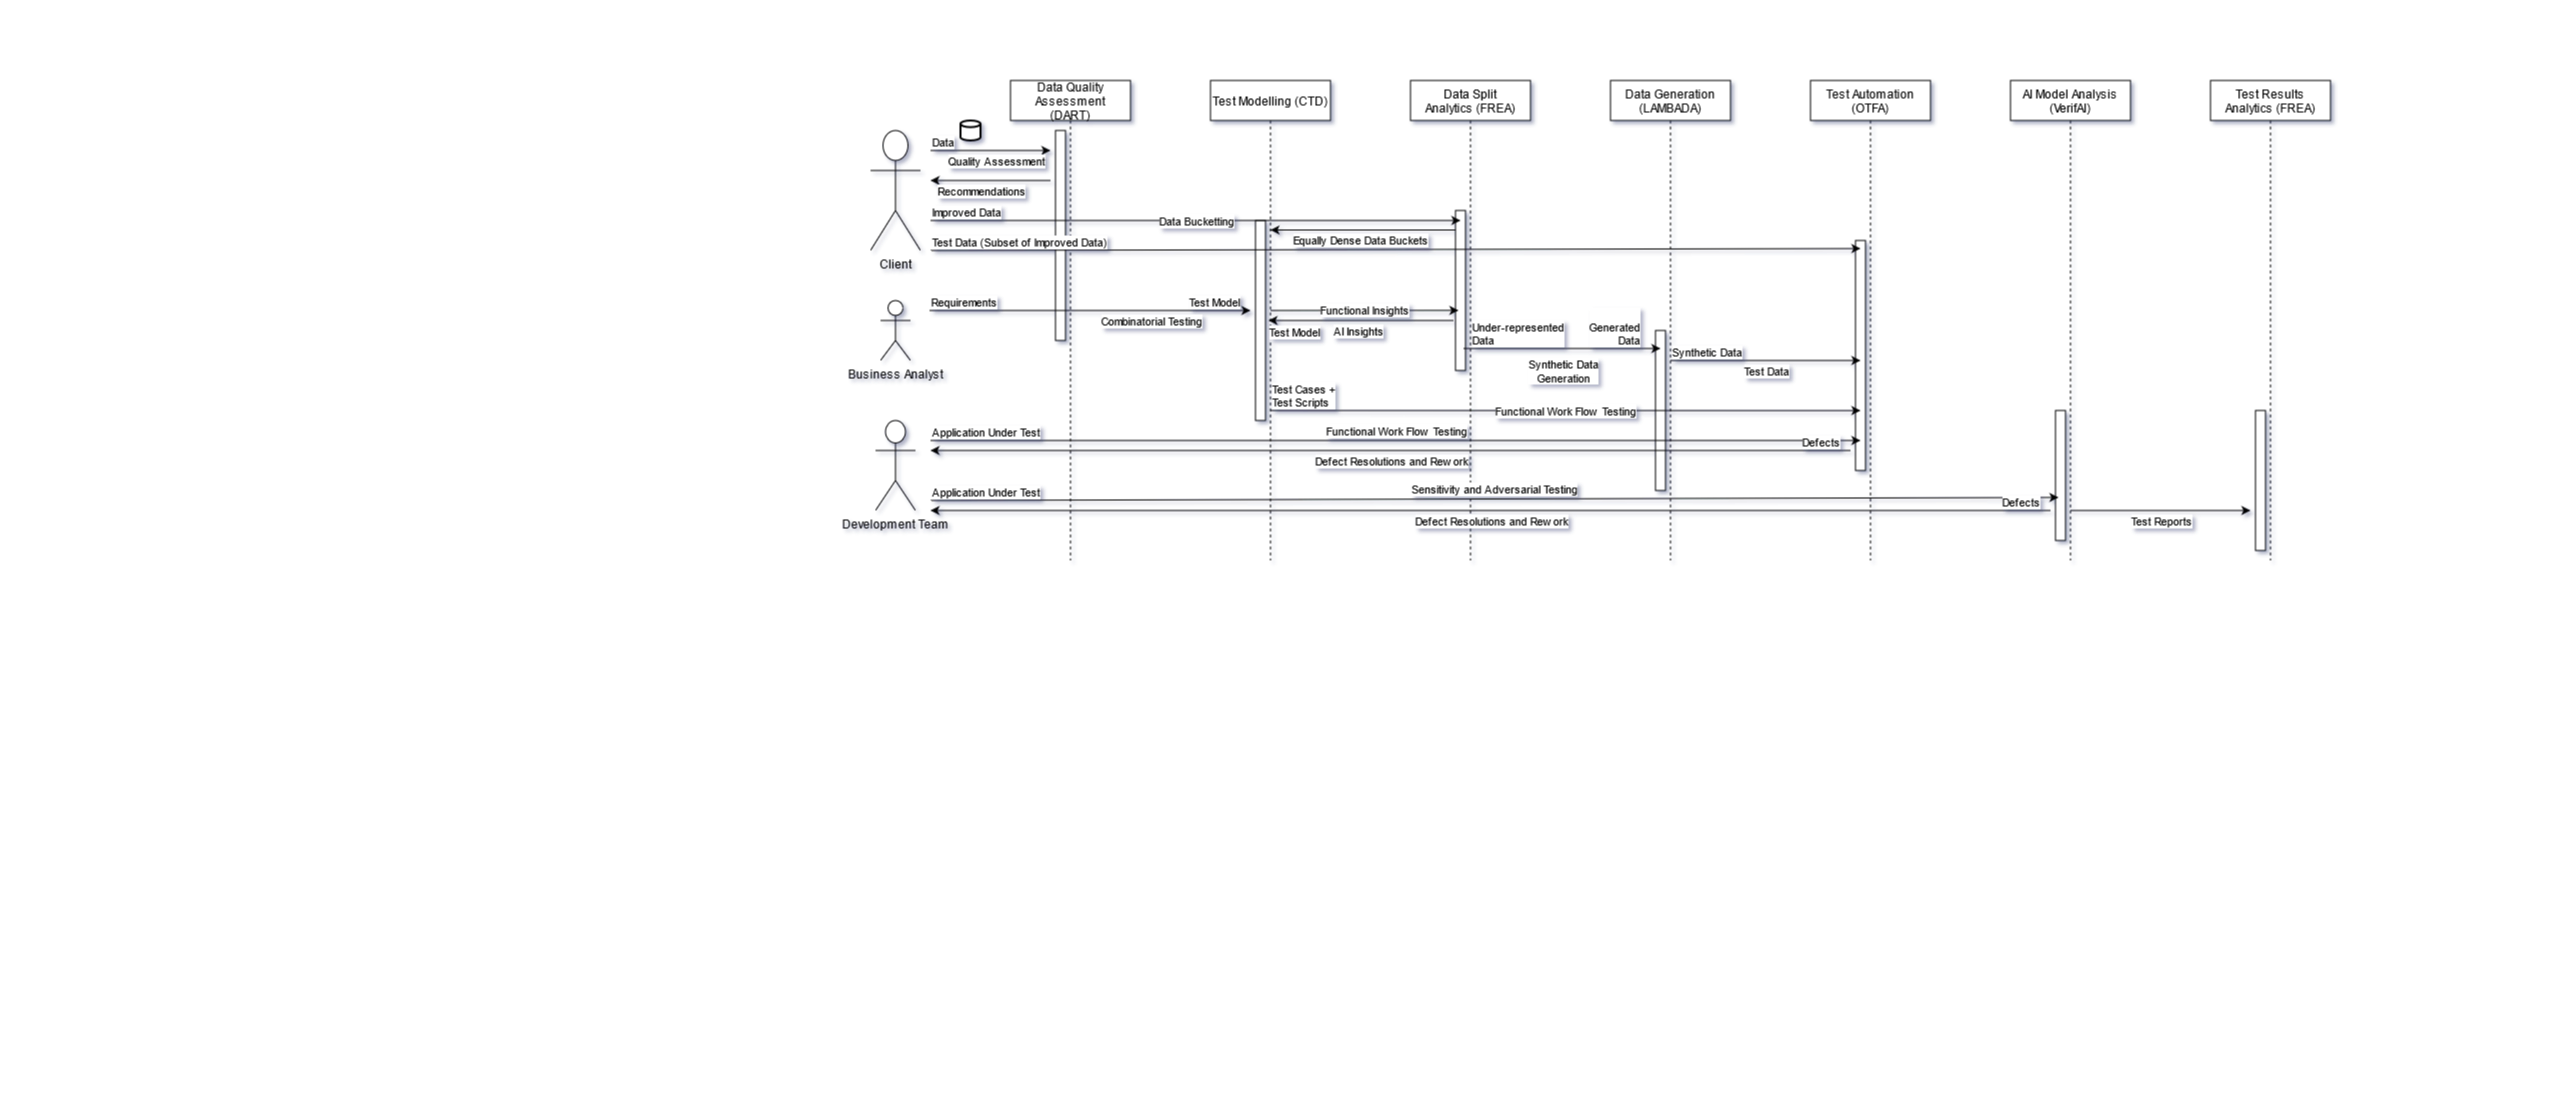 Data Quality
Assessment
(DART)
Test Modelling (CTD)
Data Split
Analytics (FREA)
Data Generation
(LAMBADA)
Test Automation
(OTFA)
AI Model Analysis
(VerifAI)
Test Results
Analytics (FREA)
Data
Quality Assessment
Recommendations
Improved Data
Data Bucketting
Equally Dense Data Buckets
Test Data (Subset of Improved Data)
Client
Requirements
Test Model
Combinatorial Testing
Functional Insights
Test Model
AI Insights
Under-represented
Data
Generated
Data
Synthetic Data
Generation
Synthetic Data
Test Data
Business Analyst
Test Cases +
Test Scripts
Functional Work Flow Testing
Application Under Test
Functional Work Flow Testing
Defects
Defect Resolutions and Rework
Application Under Test
Sensitivity and Adversarial Testing
Defects
Defect Resolutions and Rework
Test Reports
Development Team